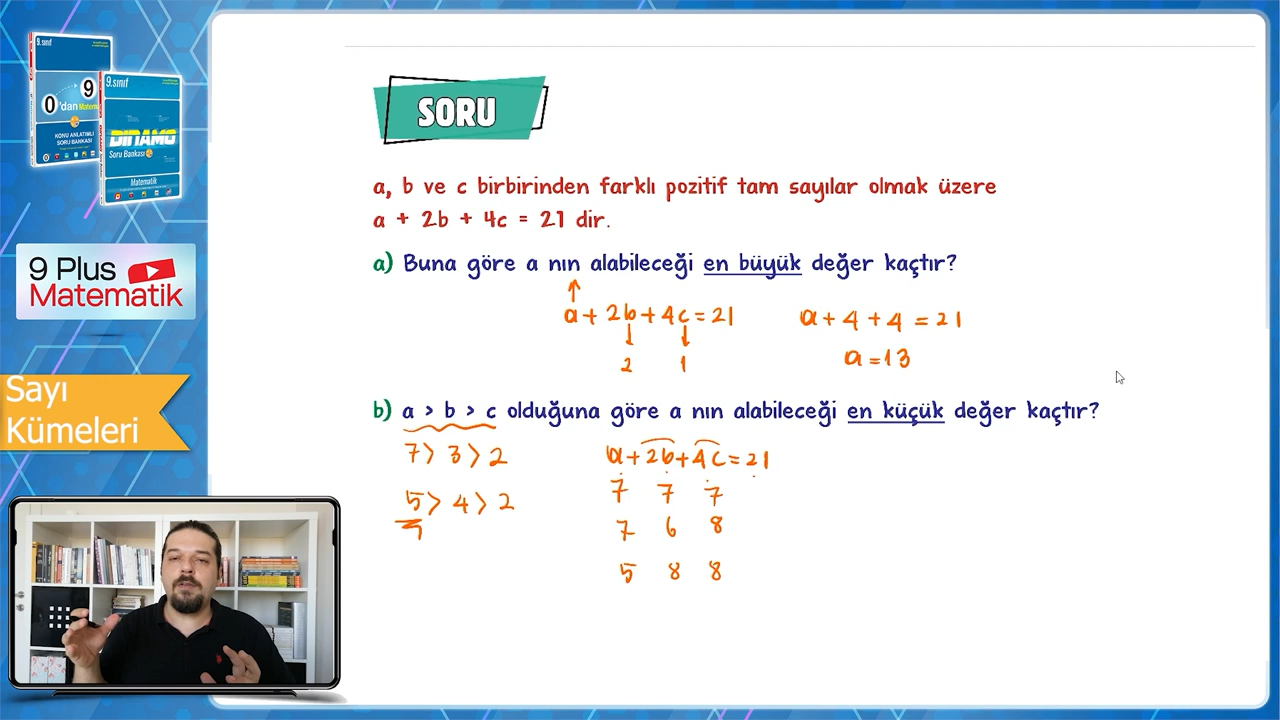 9.sınıf
0'dan 9 Matem
KONU ANLATIMLI
SORU BANKASI
9.sınıf
DİNAMO
Soru Bankası
Matematik
9 Plus
Matematik
Sayı
Kümeleri
SORU
a, b ve c birbirinden farklı pozitif tam sayılar olmak üzere
a + 2b + 4c = 21 dir.
a) Buna göre a nın alabileceği en büyük değer kaçtır?
a + 2b + 4c = 21
a + 4 + 4 = 21
2 1
a = 13
b) a > b > c olduğuna göre a nın alabileceği en küçük değer kaçtır?
7 > 3 > 2
a + 2b + 4c = 21
7 7 7
5 > 4 > 2
7 6 8
5 8 8